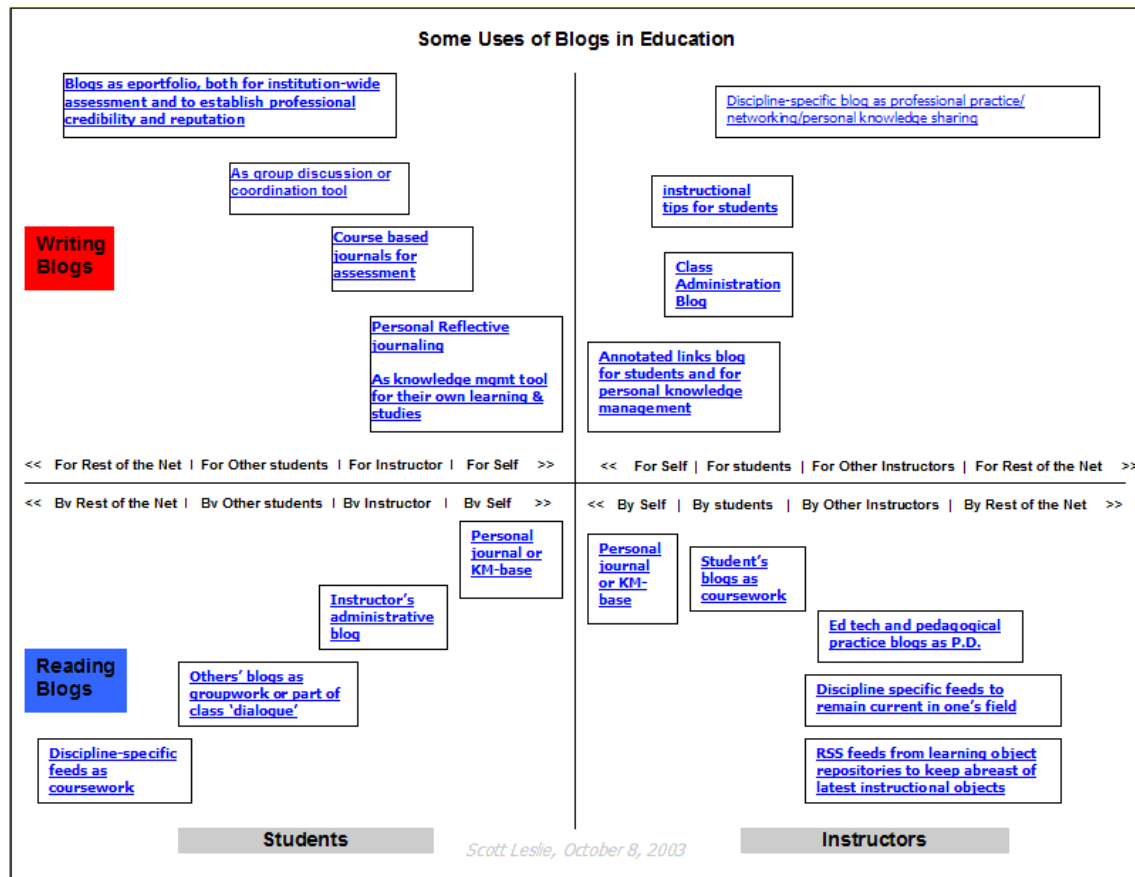 Some Uses of Blogs in Education
Blogs as eportfolio, both for institution-wide
assessment and to establish professional
credibility and reputation
Discipline-specific blog as professional practice/
networking/personal knowledge sharing
As group discussion or
coordination tool
instructional
tips for students
Writing
Blogs
Course based
journals for
assessment
Class
Administration
Blog
Personal Reflective
journaling
As knowledge mgmt tool
for their own learning &
studies
Annotated links blog
for students and for
personal knowledge
management
<< For Rest of the Net | For Other students | For Instructor | For Self >>
<< For Self | For students | For Other Instructors | For Rest of the Net >>
<< By Rest of the Net | By Other students | By Instructor | By Self >>
<< By Self | By students | By Other Instructors | By Rest of the Net >>
Personal
journal or
KM-base
Personal
journal
or KM-
base
Student's
blogs as
coursework
Instructor's
administrative
blog
Ed tech and pedagogical
practice blogs as P.D.
Reading
Blogs
Others' blogs as
groupwork or part of
class 'dialogue'
Discipline specific feeds to
remain current in one's field
Discipline-specific
feeds as
coursework
RSS feeds from learning object
repositories to keep abreast of
latest instructional objects
Students
Scott Leslie, October 8, 2003
Instructors